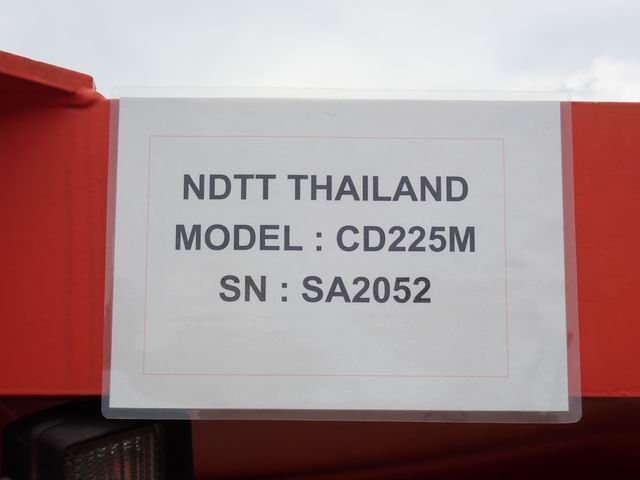 NDTT THAILAND
MODEL : CD225M
SN : SA2052